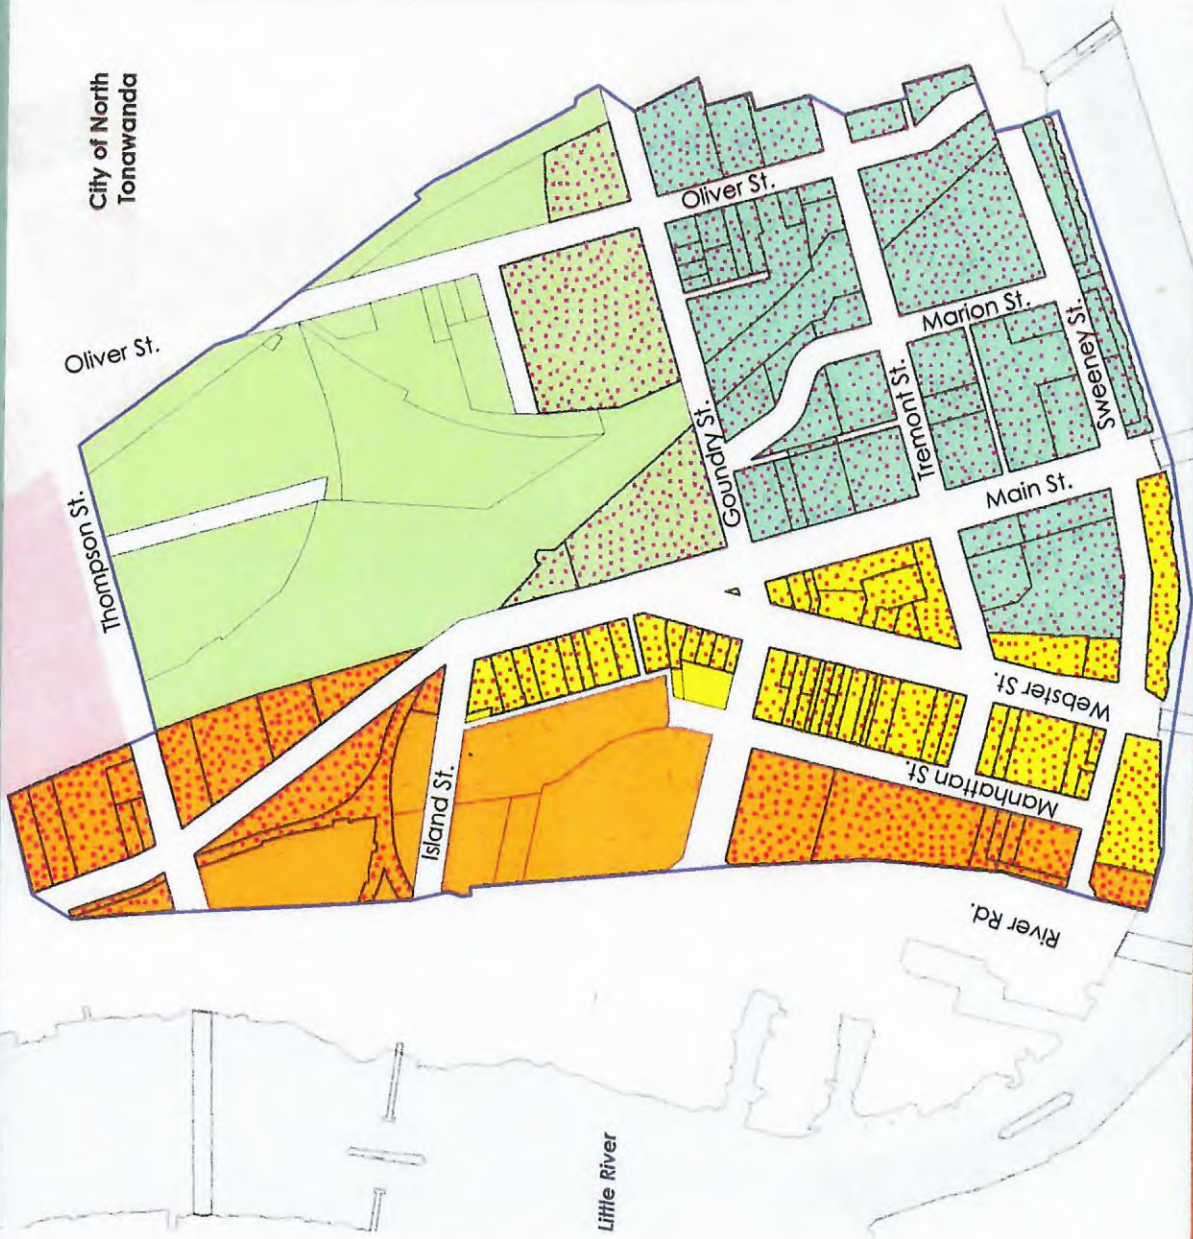 City of North
Tonawanda
Oliver St.
Thompson St.
Oliver St.
Goundry St.
Tremont St.
Marion St.
Sweeney St.
Main St.
Webster St.
Manhattan St.
Island St.
River Rd.
Little River